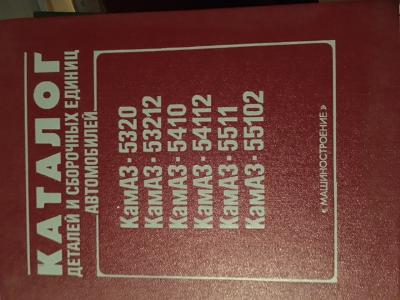 КАТАЛОГ
ДЕТАЛЕЙ И СБОРОЧНЫХ ЕДИНИЦ
АВТОМОБИЛЕЙ
КамАЗ·5320
КамАЗ·53212
КамАЗ·5410
КамАЗ·54112
КамАЗ·5511
КамАЗ·55102
«МАШИНОСТРОЕНИЕ»